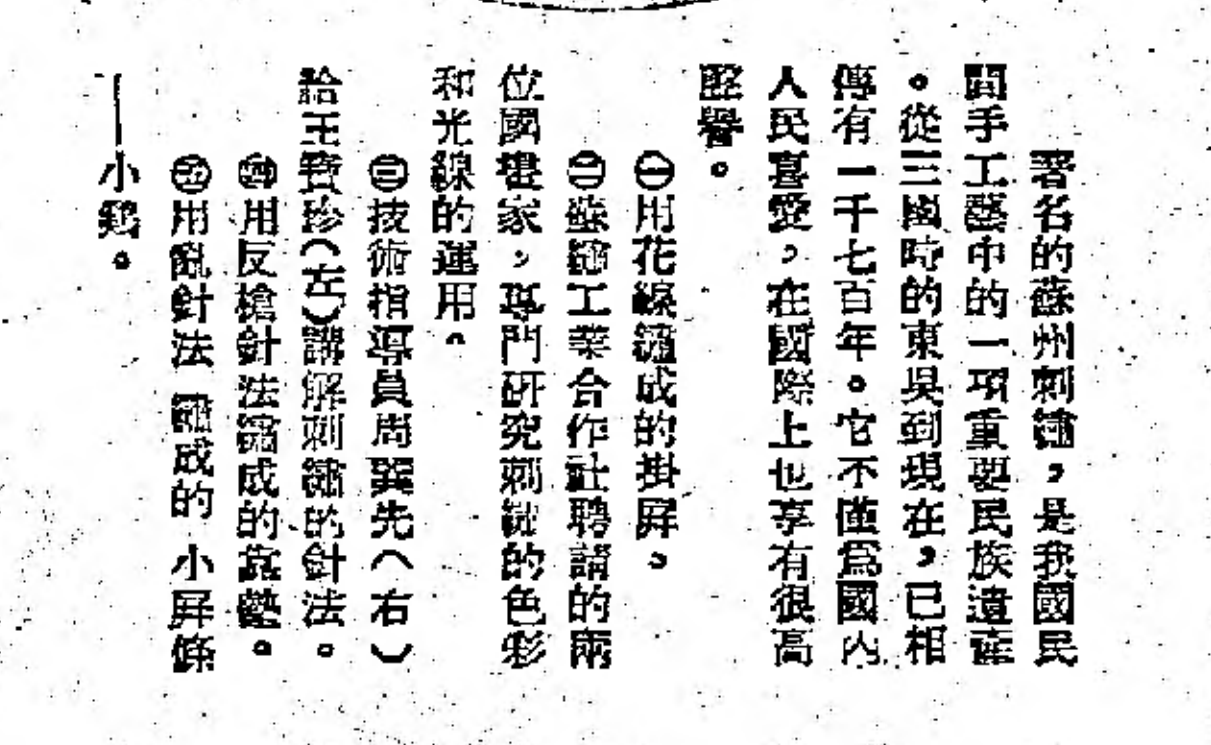 著名的蘇州刺繡，是我國民
間手工藝中的一項重要民族遺產
。從三國時的東吳到現在，已相
傳有一千七百年。它不僅爲國內
人民喜愛，在國際上也享有很高
聲譽。
㊀用花線繡成的掛屏。
㊁蘇繡工業合作社聘請的兩
位國畫家，專門研究刺繡的色彩
和光線的運用。
㊂技術指導員周巽先（右）
給王寶珍（左）講解刺繡的針法。
㊃用反槍針法繡成的靠墊。
㊄用亂針法繡成的小屏條
——小鷄。